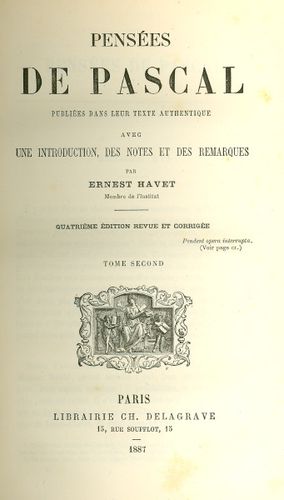 PENSÉES
DE PASCAL
PUBLIÉES DANS LEUR TEXTE AUTHENTIQUE
AVEC
UNE INTRODUCTION, DES NOTES ET DES REMARQUES
PAR
ERNEST HAVET
Membre de l'Institut
QUATRIÈME ÉDITION REVUE ET CORRIGÉE
Pendent opera interrupta.
(Voir page cx.)
TOME SECOND
PARIS
LIBRAIRIE CH. DELAGRAVE
15, RUE SOUFFLOT, 15
1887